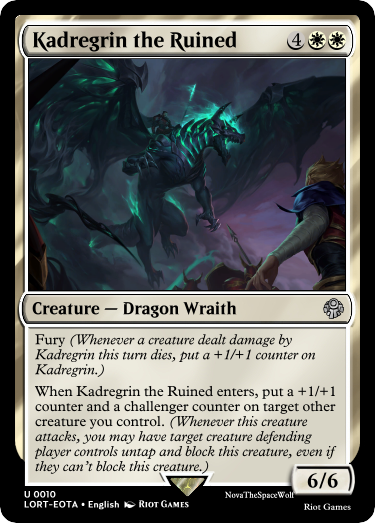 Kadregrin the Ruined 4
Creature — Dragon Wraith
Fury (Whenever a creature dealt damage by
Kadregrin this turn dies, put a +1/+1 counter on
Kadregrin.)
When Kadregrin the Ruined enters, put a +1/+1
counter and a challenger counter on target other
creature you control. (Whenever this creature
attacks, you may have target creature defending
player controls untap and block this creature, even if
they can't block this creature.)
6/6
U 0010
LORT-EOTA • English Riot Games
NovaTheSpaceWolf
Riot Games